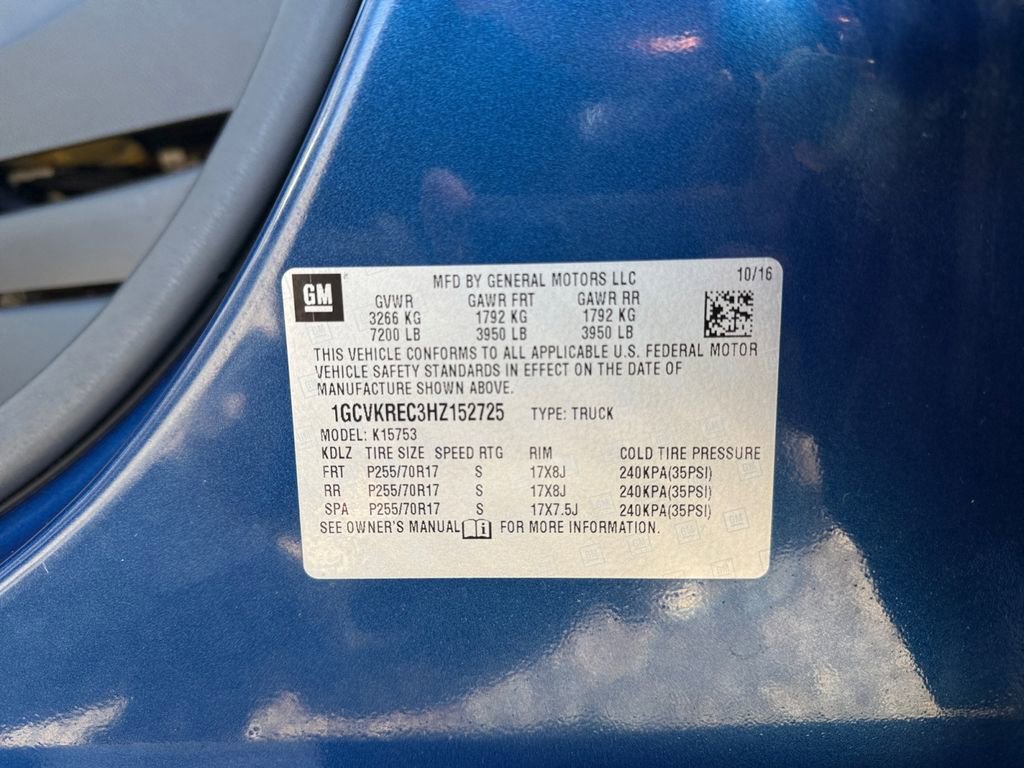 GM
MFD BY GENERAL MOTORS LLC 10/16
GVWR GAWR FRT GAWR RR
3266 KG 1792 KG 1792 KG
7200 LB 3950 LB 3950 LB
THIS VEHICLE CONFORMS TO ALL APPLICABLE U.S. FEDERAL MOTOR
VEHICLE SAFETY STANDARDS IN EFFECT ON THE DATE OF
MANUFACTURE SHOWN ABOVE.
1GCVKREC3HZ152725 TYPE: TRUCK
MODEL: K15753
KDLZ TIRE SIZE SPEED RTG RIM COLD TIRE PRESSURE
FRT P255/70R17 S 17X8J 240KPA(35PSI)
RR P255/70R17 S 17X8J 240KPA(35PSI)
SPA P255/70R17 S 17X7.5J 240KPA(35PSI)
SEE OWNER'S MANUAL i FOR MORE INFORMATION.